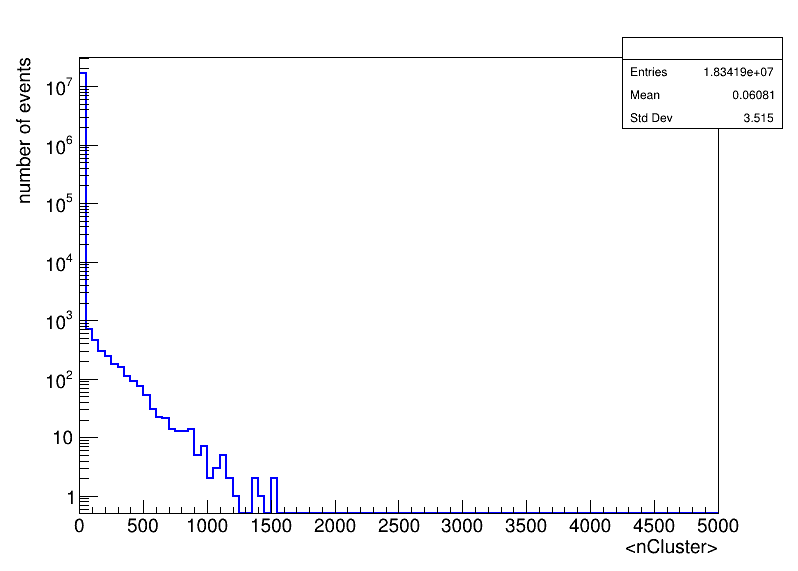 number of events
Entries 1.83419e+07
Mean 0.06081
Std Dev 3.515
10^7
10^6
10^5
10^4
10^3
10^2
10
1
0 500 1000 1500 2000 2500 3000 3500 4000 4500 5000
<nCluster>